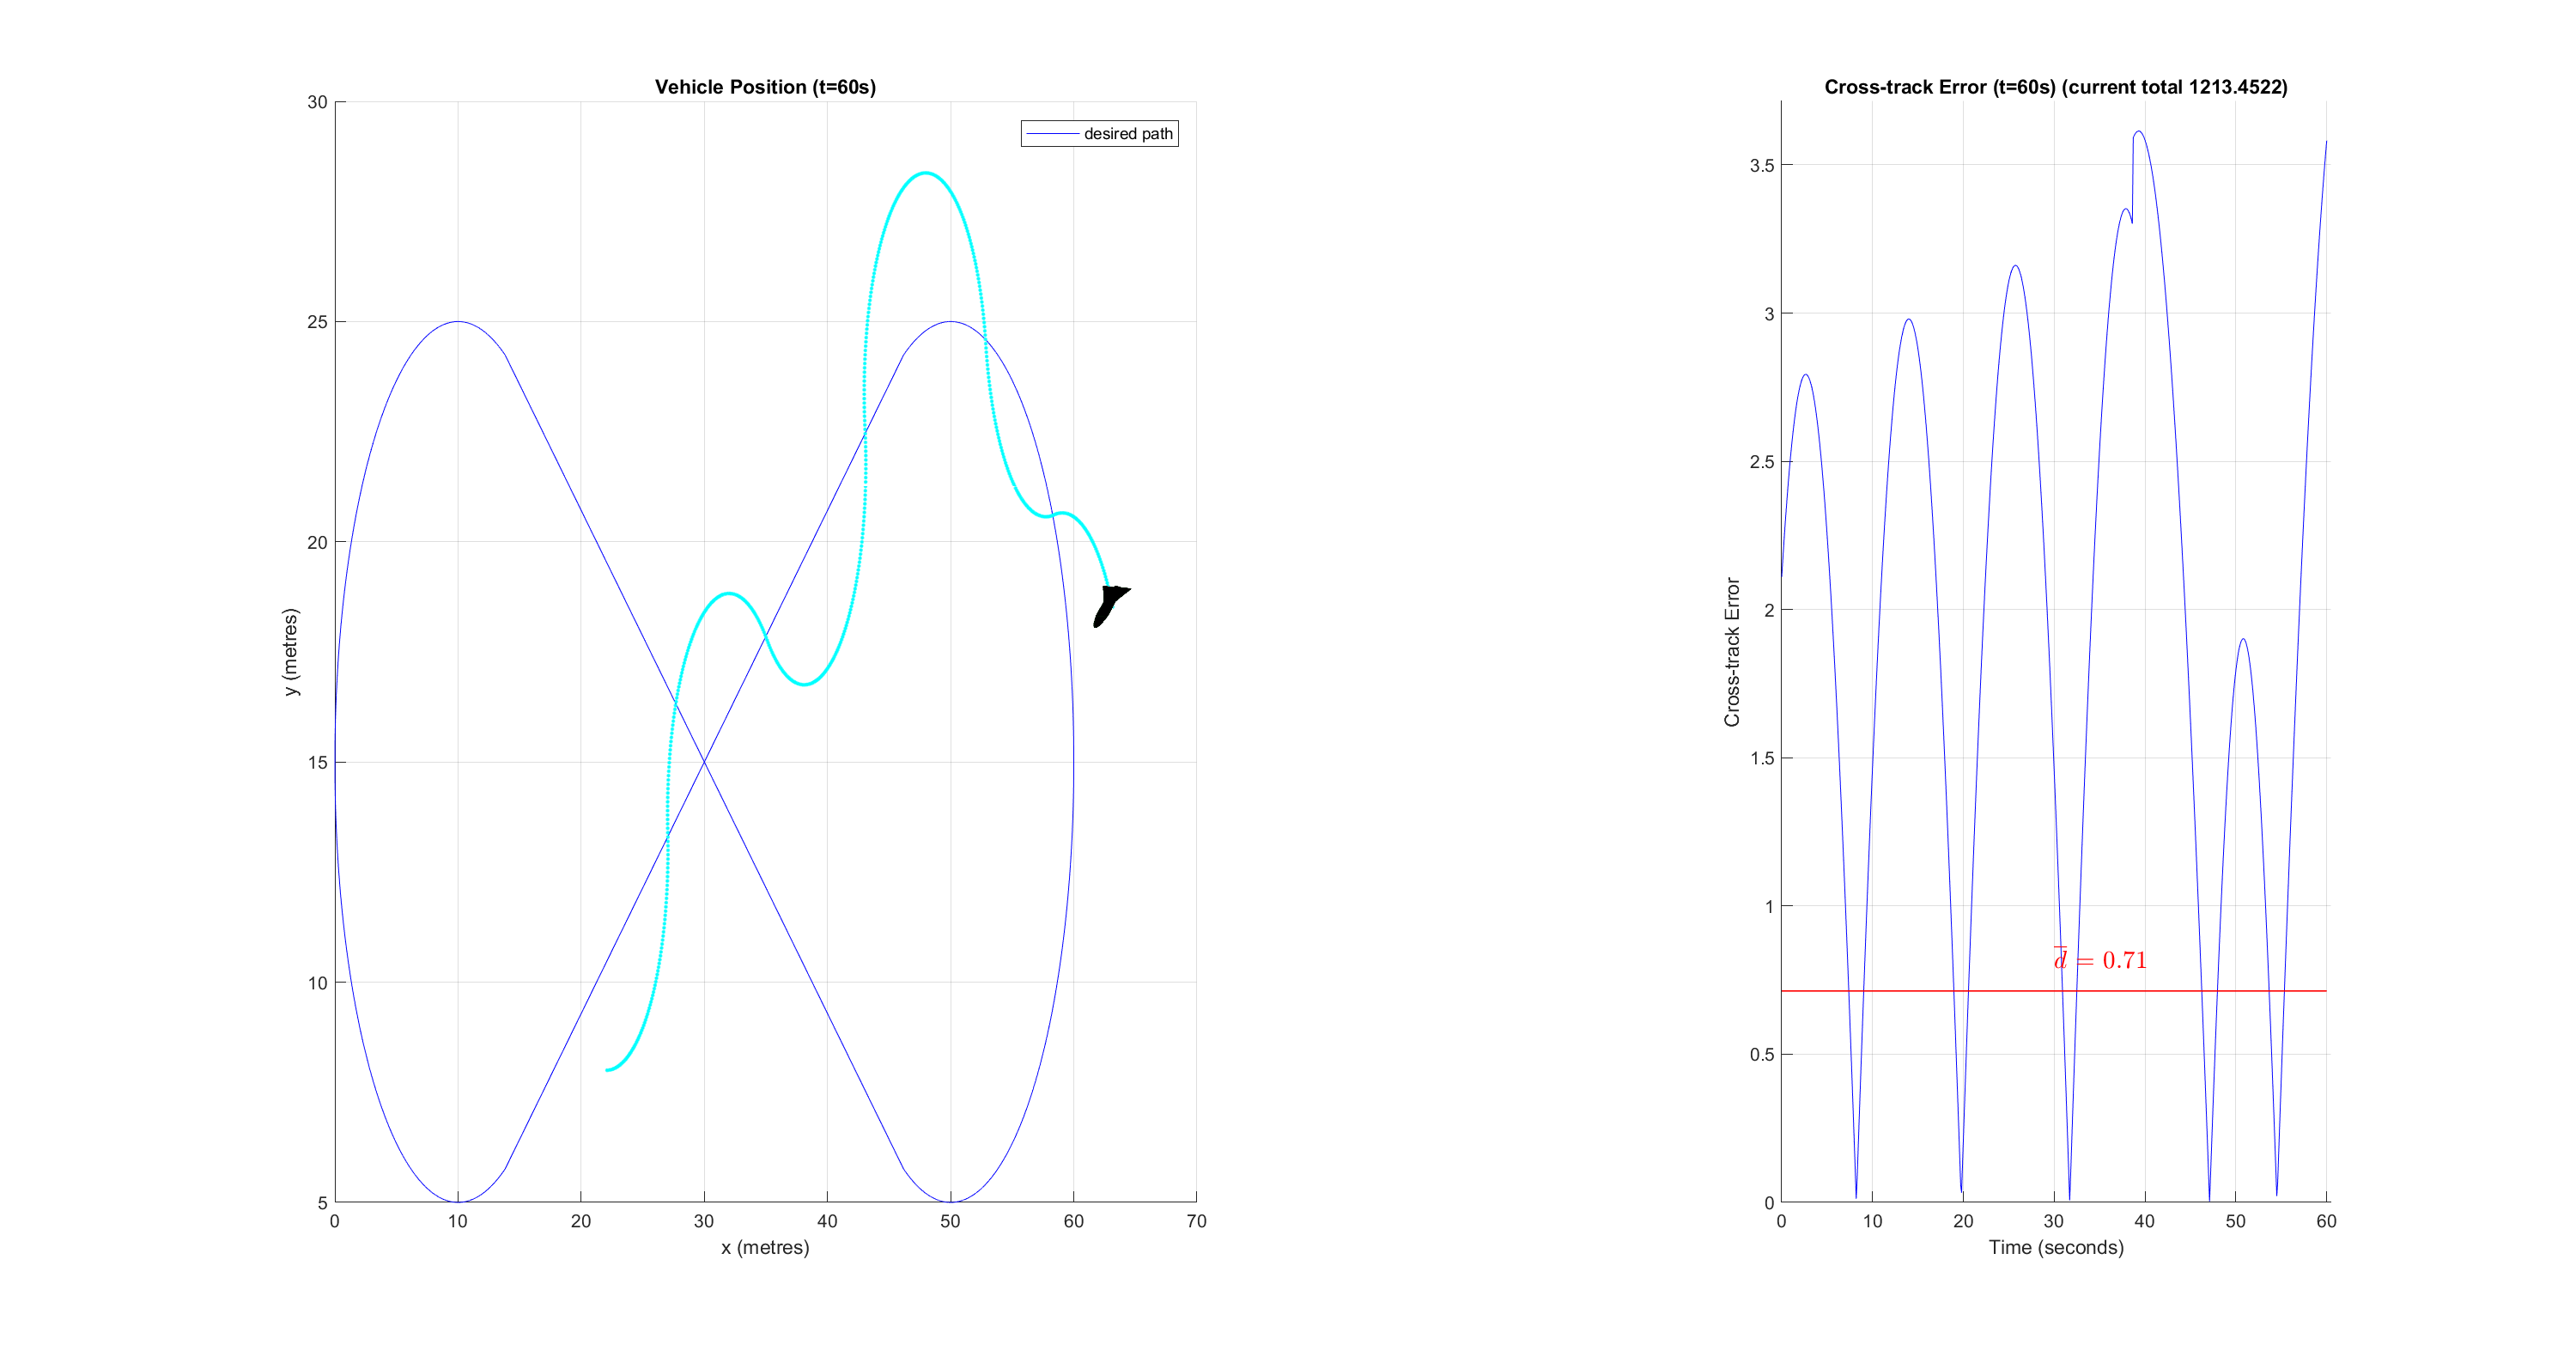 Vehicle Position (t=60s)
desired path
30
25
20
15
10
5
y (metres)
0 10 20 30 40 50 60 70
x (metres)
Cross-track Error (t=60s) (current total 1213.4522)
3.5
3
2.5
2
1.5
1
0.5
0
Cross-track Error
d̅ = 0.71
0 10 20 30 40 50 60
Time (seconds)